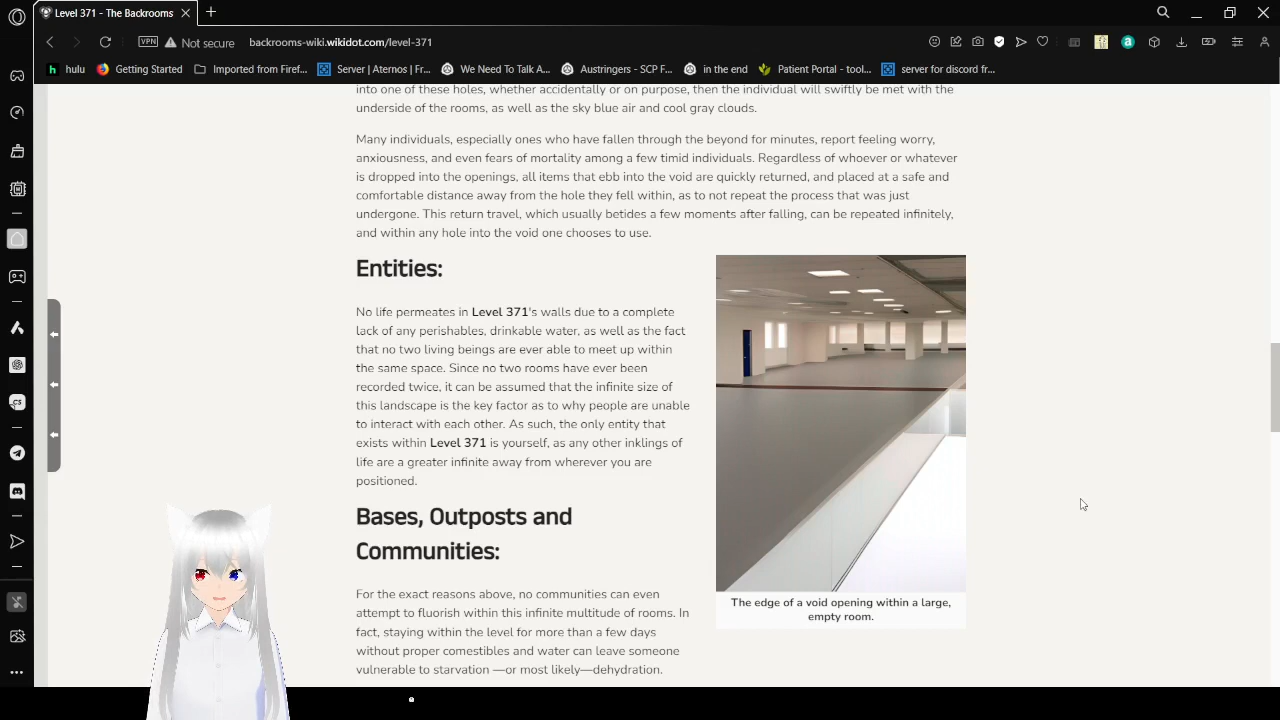 Level 371 - The Backrooms
VPN
Not secure
backrooms-wiki.wikidot.com/level-371
hulu
Getting Started
Imported from Firef...
Server | Aternos | Fr...
We Need To Talk A...
Austringers - SCP F...
in the end
Patient Portal - tool...
server for discord fr...
into one of these holes, whether accidentally or on purpose, then the individual will swiftly be met with the
underside of the rooms, as well as the sky blue air and cool gray clouds.
Many individuals, especially ones who have fallen through the beyond for minutes, report feeling worry,
anxiousness, and even fears of mortality among a few timid individuals. Regardless of whoever or whatever
is dropped into the openings, all items that ebb into the void are quickly returned, and placed at a safe and
comfortable distance away from the hole they fell within, as to not repeat the process that was just
undergone. This return travel, which usually betides a few moments after falling, can be repeated infinitely,
and within any hole into the void one chooses to use.
Entities:
No life permeates in Level 371's walls due to a complete
lack of any perishables, drinkable water, as well as the fact
that no two living beings are ever able to meet up within
the same space. Since no two rooms have ever been
recorded twice, it can be assumed that the infinite size of
this landscape is the key factor as to why people are unable
to interact with each other. As such, the only entity that
exists within Level 371 is yourself, as any other inklings of
life are a greater infinite away from wherever you are
positioned.
The edge of a void opening within a large,
empty room.
Bases, Outposts and
Communities:
For the exact reasons above, no communities can even
attempt to fluorish within this infinite multitude of rooms. In
fact, staying within the level for more than a few days
without proper comestibles and water can leave someone
vulnerable to starvation —or most likely—dehydration.